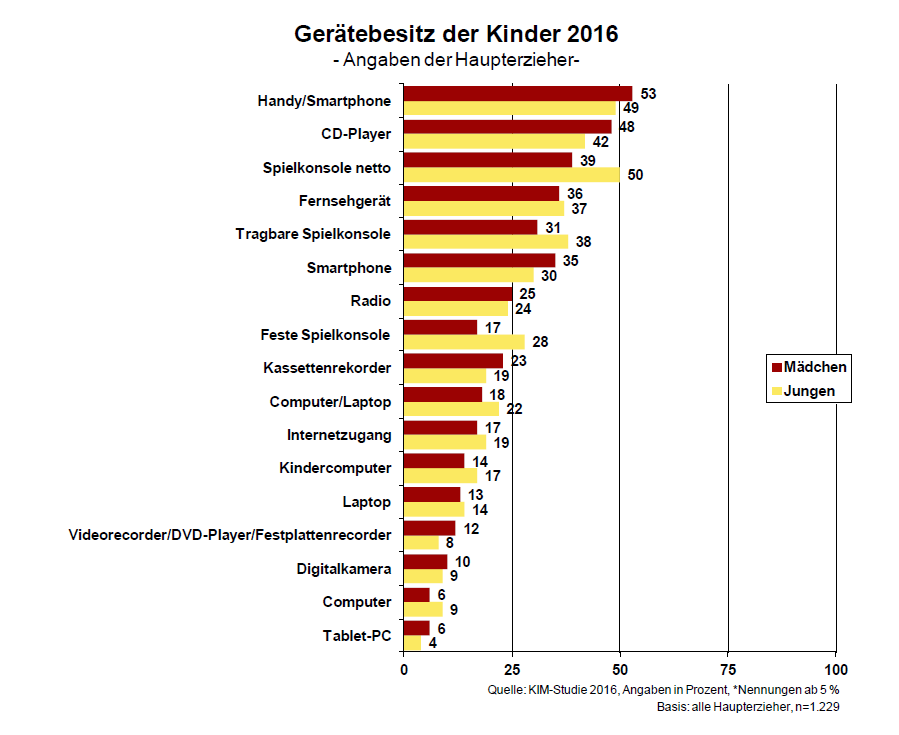 Gerätebesitz der Kinder 2016
- Angaben der Haupterzieher-
Handy/Smartphone 53
49
CD-Player 48
42
Spielkonsole netto 39
50
Fernsehgerät 36
37
Tragbare Spielkonsole 31
38
Smartphone 35
30
Radio 25
24
Feste Spielkonsole 17
28
Kassettenrekorder 23
19
Computer/Laptop 18
22
Internetzugang 17
19
Kindercomputer 14
17
Laptop 13
14
Videorecorder/DVD-Player/Festplattenrecorder 12
8
Digitalkamera 10
9
Computer 6
9
Tablet-PC 6
4
Mädchen
Jungen
0 25 50 75 100
Quelle: KIM-Studie 2016, Angaben in Prozent, *Nennungen ab 5 %
Basis: alle Haupterzieher, n=1.229